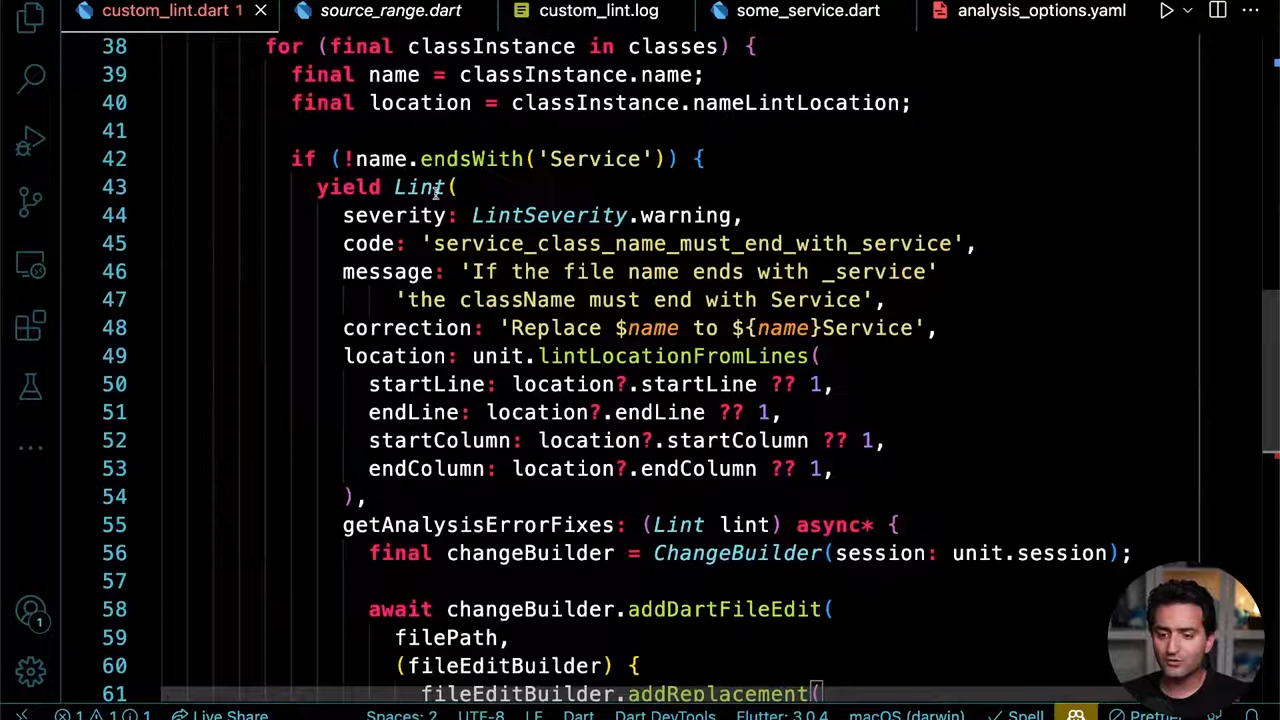 custom_lint.dart 1
source_range.dart
custom_lint.log
some_service.dart
analysis_options.yaml
38 for (final classInstance in classes) {
39 final name = classInstance.name;
40 final location = classInstance.nameLintLocation;
41
42 if (!name.endsWith('Service')) {
43 yield Lint(
44 severity: LintSeverity.warning,
45 code: 'service_class_name_must_end_with_service',
46 message: 'If the file name ends with _service'
47 'the className must end with Service',
48 correction: 'Replace $name to ${name}Service',
49 location: unit.lintLocationFromLines(
50 startLine: location?.startLine ?? 1,
51 endLine: location?.endLine ?? 1,
52 startColumn: location?.startColumn ?? 1,
53 endColumn: location?.endColumn ?? 1,
54 ),
55 getAnalysisErrorFixes: (Lint lint) async* {
56 final changeBuilder = ChangeBuilder(session: unit.session);
57
58 await changeBuilder.addDartFileEdit(
59 filePath,
60 (fileEditBuilder) {
61 fileEditBuilder.addReplacement(
1
1 1 1 Live Share Spaces: 2 UTF-8 LF Dart Dart DevTools Flutter: 3.0.4 macOS (darwin) Spell